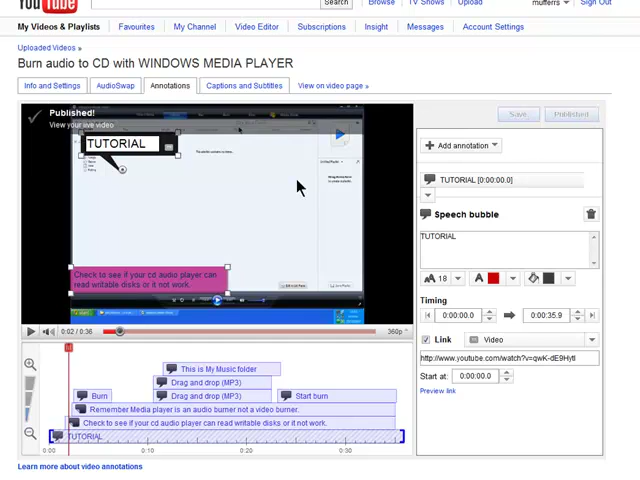 YouTube
Search
Browse
TV Shows
Upload
mufferrs
Sign Out
My Videos & Playlists
Favourites
My Channel
Video Editor
Subscriptions
Insight
Messages
Account Settings
Uploaded Videos »
Burn audio to CD with WINDOWS MEDIA PLAYER
Info and Settings
AudioSwap
Annotations
Captions and Subtitles
View on video page »
Published!
View your live video
TUTORIAL
Check to see if your cd audio player can
read writable disks or it not work.
0:02 / 0:36
360p
Save
Published
Add annotation
TUTORIAL [0:00:00.0]
Speech bubble
TUTORIAL
AA 18
A
Timing
0:00:00.0
0:00:35.9
Link
Video
Start at:
0:00:00.0
Preview link
This is My Music folder
Drag and drop (MP3)
Burn
Drag and drop (MP3)
Start burn
Remember Media player is an audio burner not a video burner.
Check to see if your cd audio player can read writable disks or it not work.
TUTORIAL
0:00
0:10
0:20
0:30
Learn more about video annotations